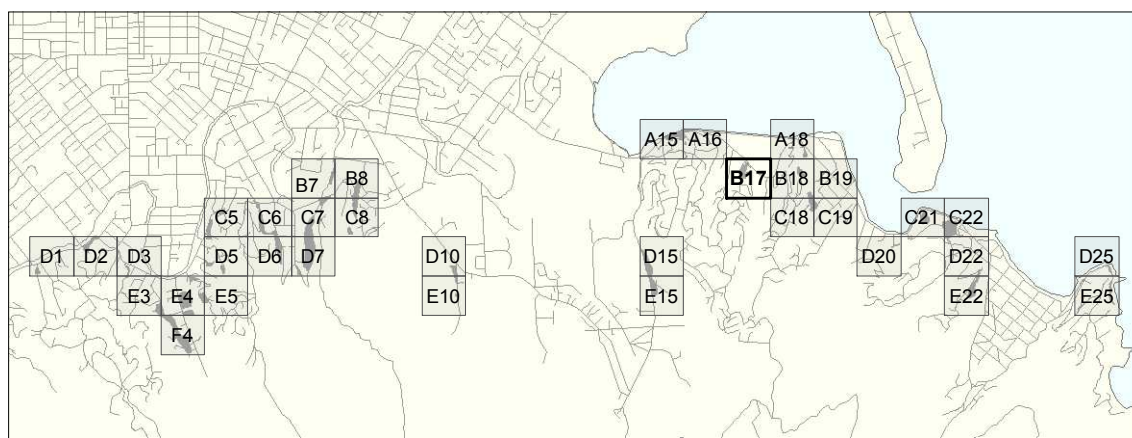 A15 A16 A18
B7 B8 B17 B18 B19
C5 C6 C7 C8 C18 C19 C21 C22
D1 D2 D3 D5 D6 D7 D10 D15 D20 D22 D25
E3 E4 E5 E10 E15 E22 E25
F4